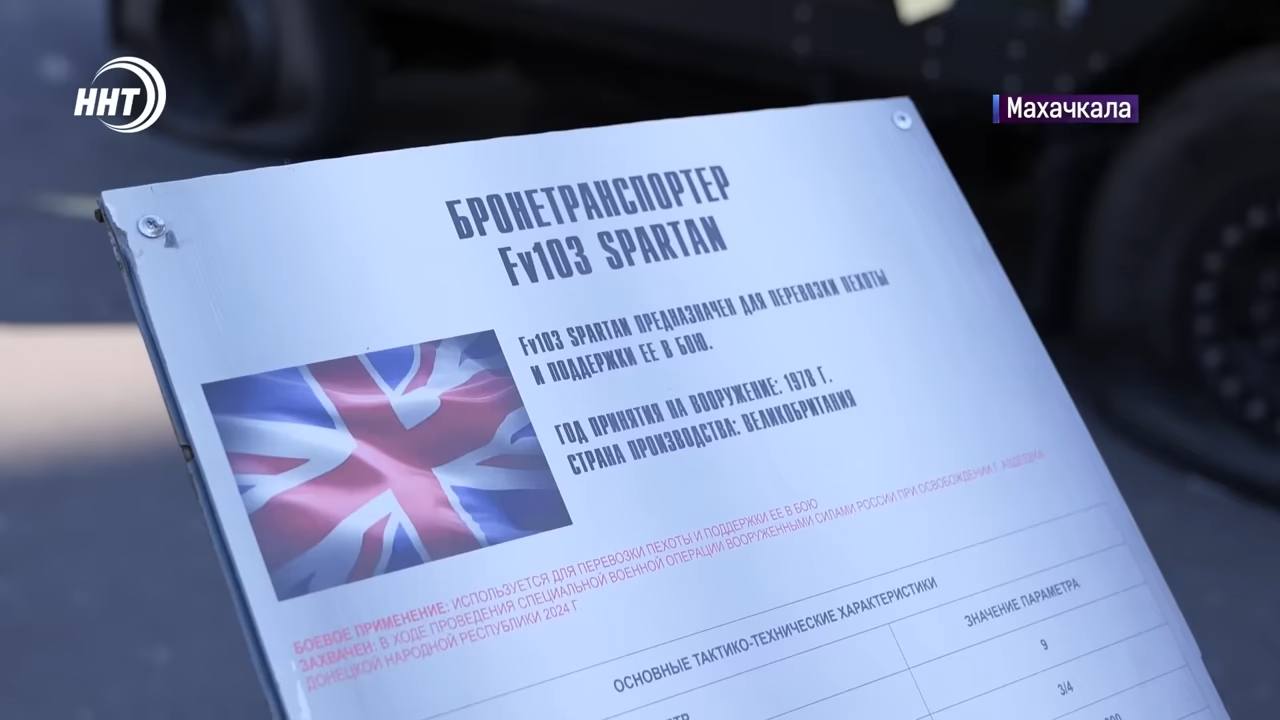 ННТ
Махачкала
БРОНЕТРАНСПОРТЕР
Fv103 SPARTAN
Fv103 SPARTAN ПРЕДНАЗНАЧЕН ДЛЯ ПЕРЕВОЗКИ ПЕХОТЫ
И ПОДДЕРЖКИ ЕЕ В БОЮ.
ГОД ПРИНЯТИЯ НА ВООРУЖЕНИЕ: 1978 Г.
СТРАНА ПРОИЗВОДСТВА: ВЕЛИКОБРИТАНИЯ
БОЕВОЕ ПРИМЕНЕНИЕ: ИСПОЛЬЗУЕТСЯ ДЛЯ ПЕРЕВОЗКИ ПЕХОТЫ И ПОДДЕРЖКИ ЕЕ В БОЮ
ЗАХВАЧЕН: В ХОДЕ ПРОВЕДЕНИЯ СПЕЦИАЛЬНОЙ ВОЕННОЙ ОПЕРАЦИИ ВООРУЖЕННЫМИ СИЛАМИ РОССИИ ПРИ ОСВОБОЖДЕНИИ Г. АВДЕЕВКА
ДОНЕЦКОЙ НАРОДНОЙ РЕСПУБЛИКИ 2024 Г.
ОСНОВНЫЕ ТАКТИКО-ТЕХНИЧЕСКИЕ ХАРАКТЕРИСТИКИ
ЗНАЧЕНИЕ ПАРАМЕТРА
9
3/4